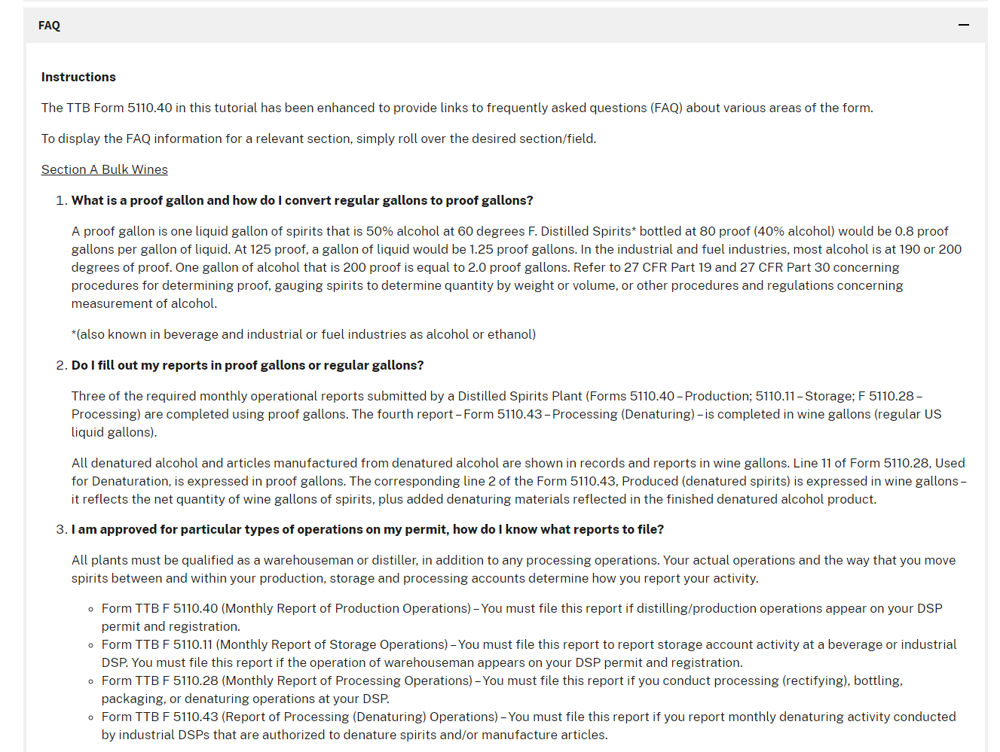 FAQ
Instructions
The TTB Form 5110.40 in this tutorial has been enhanced to provide links to frequently asked questions (FAQ) about various areas of the form.
To display the FAQ information for a relevant section, simply roll over the desired section/field.
Section A Bulk Wines
1. What is a proof gallon and how do I convert regular gallons to proof gallons?
A proof gallon is one liquid gallon of spirits that is 50% alcohol at 60 degrees F. Distilled Spirits* bottled at 80 proof (40% alcohol) would be 0.8 proof
gallons per gallon of liquid. At 125 proof, a gallon of liquid would be 1.25 proof gallons. In the industrial and fuel industries, most alcohol is at 190 or 200
degrees of proof. One gallon of alcohol that is 200 proof is equal to 2.0 proof gallons. Refer to 27 CFR Part 19 and 27 CFR Part 30 concerning
procedures for determining proof, gauging spirits to determine quantity by weight or volume, or other procedures and regulations concerning
measurement of alcohol.
*(also known in beverage and industrial or fuel industries as alcohol or ethanol)
2. Do I fill out my reports in proof gallons or regular gallons?
Three of the required monthly operational reports submitted by a Distilled Spirits Plant (Forms 5110.40 – Production; 5110.11 – Storage; F 5110.28 –
Processing) are completed using proof gallons. The fourth report – Form 5110.43 – Processing (Denaturing) – is completed in wine gallons (regular US
liquid gallons).
All denatured alcohol and articles manufactured from denatured alcohol are shown in records and reports in wine gallons. Line 11 of Form 5110.28, Used
for Denaturation, is expressed in proof gallons. The corresponding line 2 of the Form 5110.43, Produced (denatured spirits) is expressed in wine gallons –
it reflects the net quantity of wine gallons of spirits, plus added denaturing materials reflected in the finished denatured alcohol product.
3. I am approved for particular types of operations on my permit, how do I know what reports to file?
All plants must be qualified as a warehouseman or distiller, in addition to any processing operations. Your actual operations and the way that you move
spirits between and within your production, storage and processing accounts determine how you report your activity.
◦ Form TTB F 5110.40 (Monthly Report of Production Operations) – You must file this report if distilling/production operations appear on your DSP
permit and registration.
◦ Form TTB F 5110.11 (Monthly Report of Storage Operations) – You must file this report to report storage account activity at a beverage or industrial
DSP. You must file this report if the operation of warehouseman appears on your DSP permit and registration.
◦ Form TTB F 5110.28 (Monthly Report of Processing Operations) – You must file this report if you conduct processing (rectifying), bottling,
packaging, or denaturing operations at your DSP.
◦ Form TTB F 5110.43 (Report of Processing (Denaturing) Operations) – You must file this report if you report monthly denaturing activity conducted
by industrial DSPs that are authorized to denature spirits and/or manufacture articles.